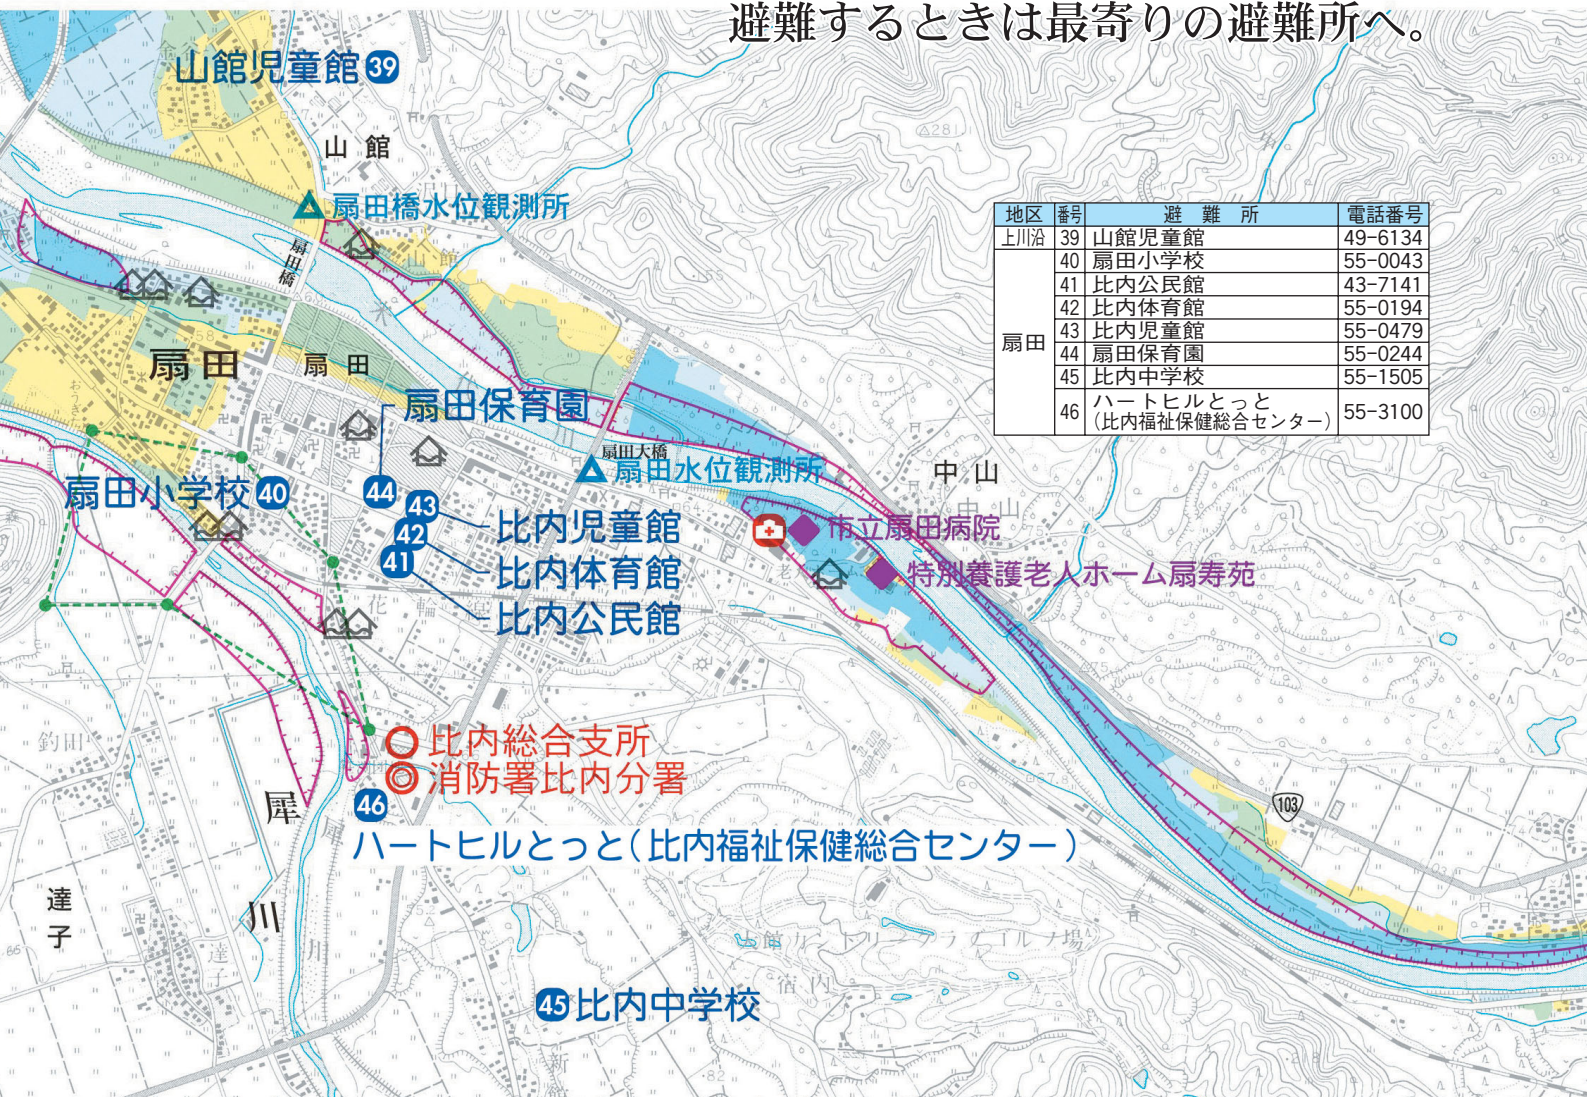 避難するときは最寄りの避難所へ。
山館児童館 39
山館
扇田橋水位観測所
扇田橋
山館
地区 番号 避難所 電話番号
上川沿 39 山館児童館 49-6134
扇田 40 扇田小学校 55-0043
41 比内公民館 43-7141
42 比内体育館 55-0194
43 比内児童館 55-0479
44 扇田保育園 55-0244
45 比内中学校 55-1505
46 ハートヒルとっと(比内福祉保健総合センター) 55-3100
扇田
扇田
扇田保育園
扇田大橋
扇田水位観測所
中山
中山
扇田小学校 40
44
43
42
41
比内児童館
比内体育館
比内公民館
市立扇田病院
特別養護老人ホーム扇寿苑
比内総合支所
消防署比内分署
46
ハートヒルとっと(比内福祉保健総合センター)
釣田
犀川
達子
達子
川
103
45 比内中学校